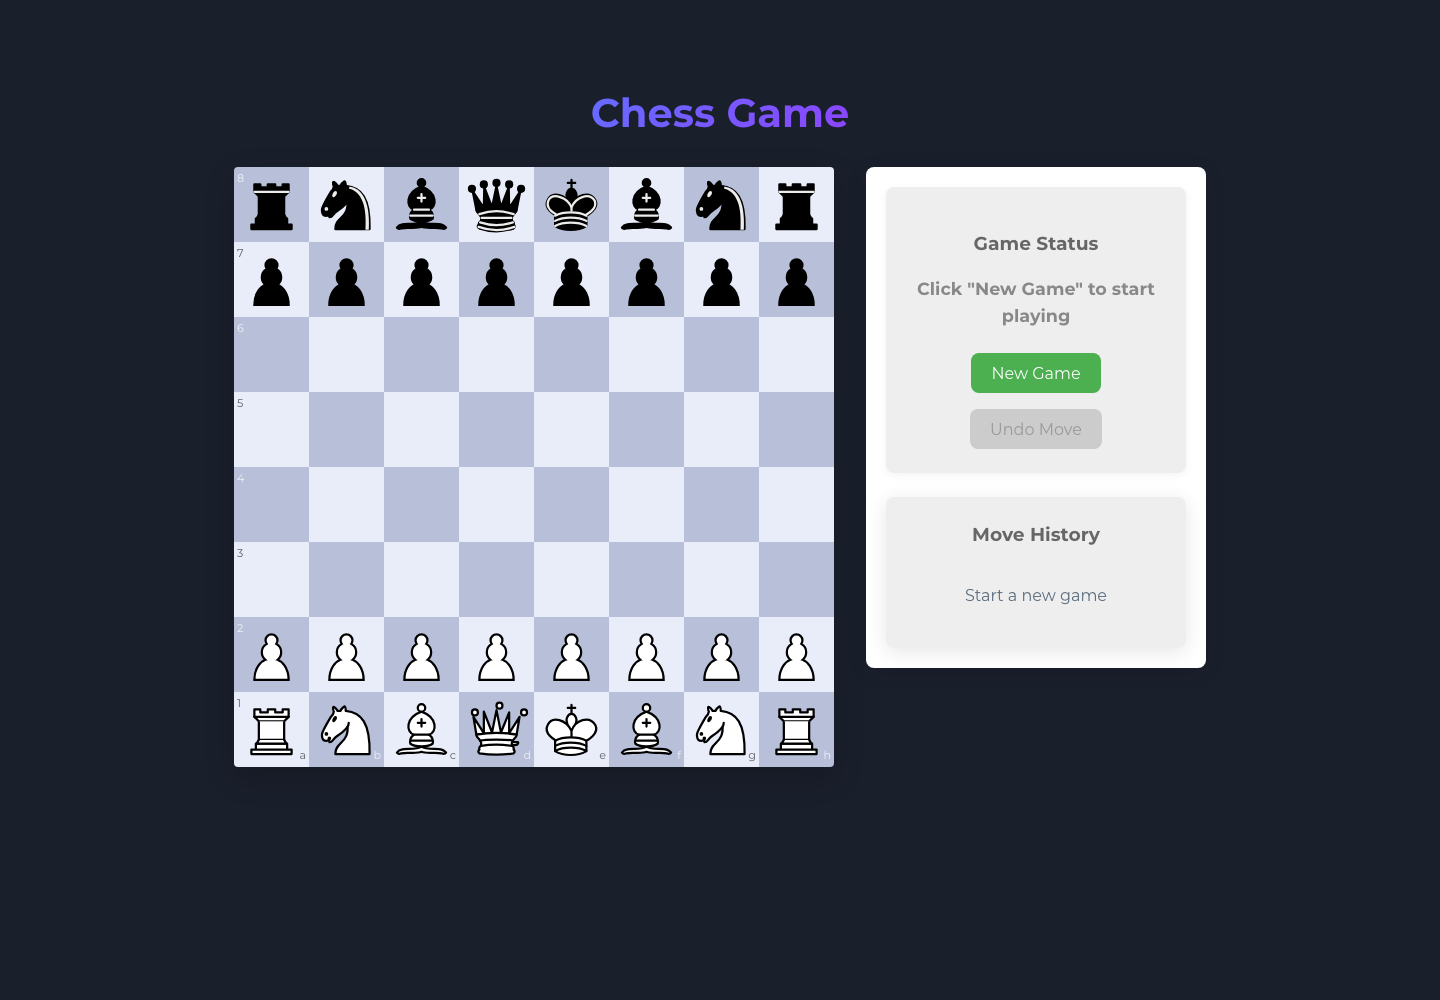 Chess Game
8
7
6
5
4
3
2
1
a b c d e f g h
Game Status
Click "New Game" to start
playing
New Game
Undo Move
Move History
Start a new game